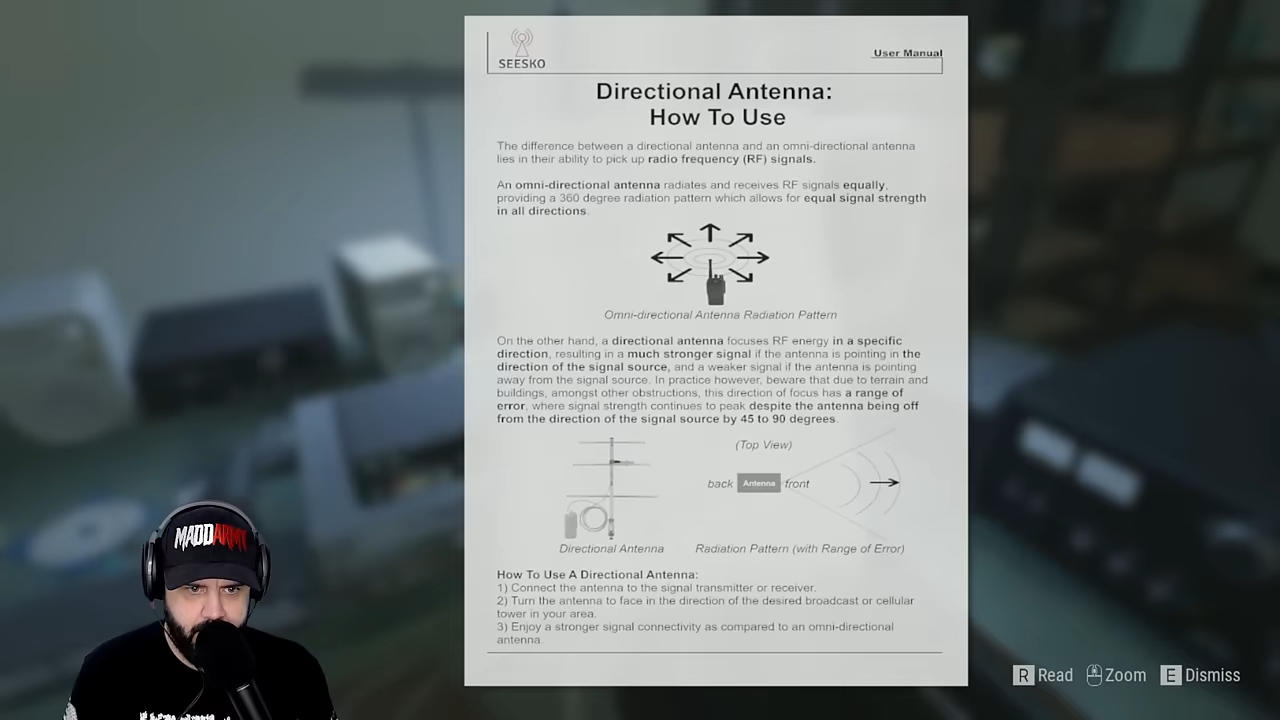 SEESKO
User Manual
Directional Antenna:
How To Use
The difference between a directional antenna and an omni-directional antenna
lies in their ability to pick up radio frequency (RF) signals.
An omni-directional antenna radiates and receives RF signals equally,
providing a 360 degree radiation pattern which allows for equal signal strength
in all directions.
Omni-directional Antenna Radiation Pattern
On the other hand, a directional antenna focuses RF energy in a specific
direction, resulting in a much stronger signal if the antenna is pointing in the
direction of the signal source, and a weaker signal if the antenna is pointing
away from the signal source. In practice however, beware that due to terrain and
buildings, amongst other obstructions, this direction of focus has a range of
error, where signal strength continues to peak despite the antenna being off
from the direction of the signal source by 45 to 90 degrees.
(Top View)
back Antenna front
Directional Antenna
Radiation Pattern (with Range of Error)
How To Use A Directional Antenna:
1) Connect the antenna to the signal transmitter or receiver.
2) Turn the antenna to face in the direction of the desired broadcast or cellular
tower in your area.
3) Enjoy a stronger signal connectivity as compared to an omni-directional
antenna.
MADDARMY
R Read Zoom E Dismiss